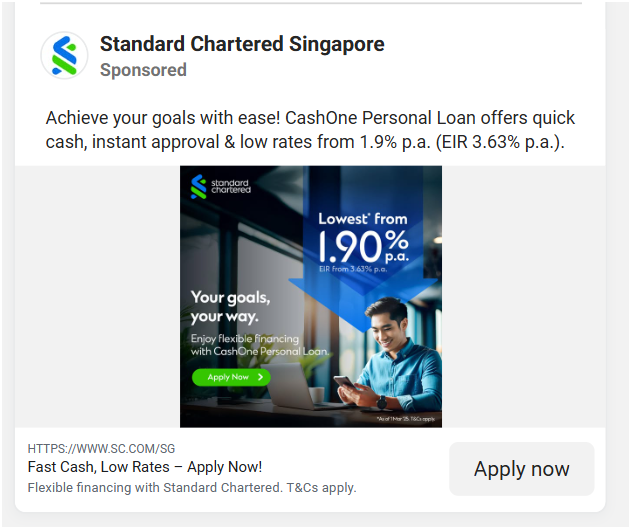 Standard Chartered Singapore
Sponsored
Achieve your goals with ease! CashOne Personal Loan offers quick
cash, instant approval & low rates from 1.9% p.a. (EIR 3.63% p.a.).
standard
chartered
Lowest* from
1.90%
p.a.
EIR from 3.63% p.a.
Your goals,
your way.
Enjoy flexible financing
with CashOne Personal Loan.
Apply Now
*As of 1 Mar '25. T&Cs apply
HTTPS://WWW.SC.COM/SG
Fast Cash, Low Rates – Apply Now!
Flexible financing with Standard Chartered. T&Cs apply.
Apply now